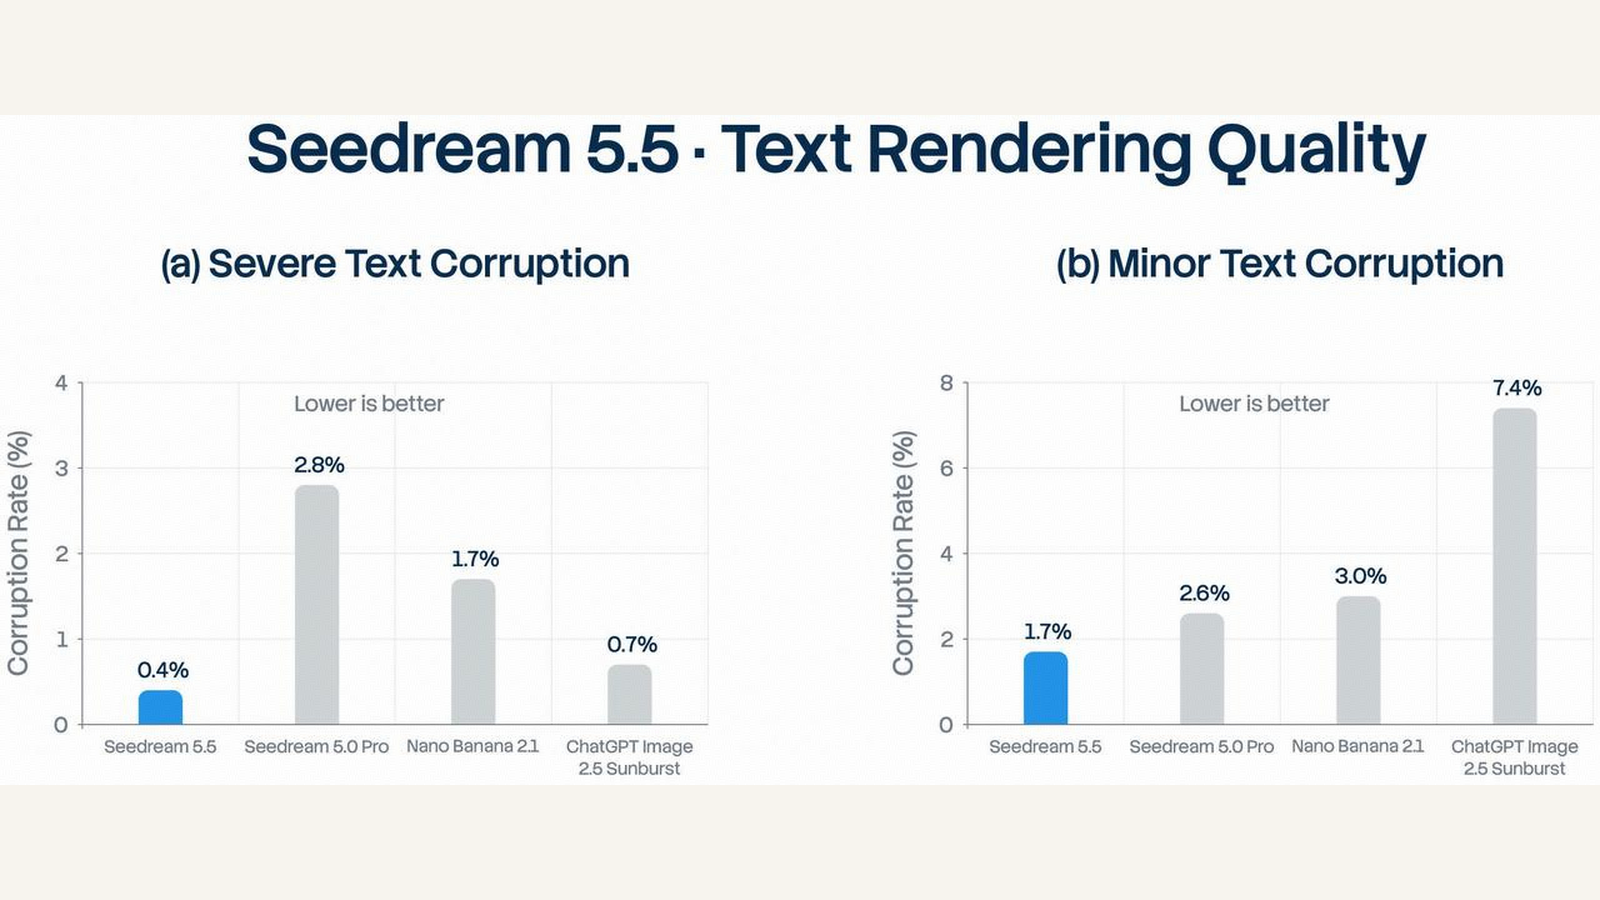 Seedream 5.5 · Text Rendering Quality
(a) Severe Text Corruption
Corruption Rate (%)
4
3
2
1
0
Lower is better
0.4%
2.8%
1.7%
0.7%
Seedream 5.5
Seedream 5.0 Pro
Nano Banana 2.1
ChatGPT Image
2.5 Sunburst
(b) Minor Text Corruption
Corruption Rate (%)
8
6
4
2
0
Lower is better
1.7%
2.6%
3.0%
7.4%
Seedream 5.5
Seedream 5.0 Pro
Nano Banana 2.1
ChatGPT Image
2.5 Sunburst